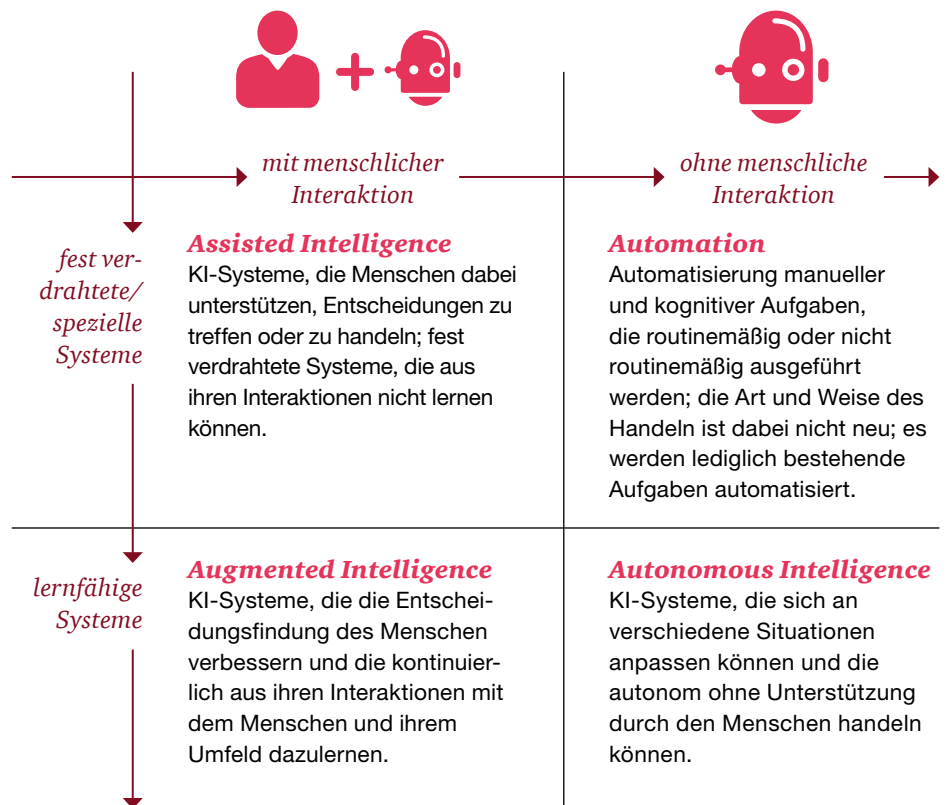 mit menschlicher
Interaktion
ohne menschliche
Interaktion
fest ver-
drahtete/
spezielle
Systeme
Assisted Intelligence
KI-Systeme, die Menschen dabei
unterstützen, Entscheidungen zu
treffen oder zu handeln; fest
verdrahtete Systeme, die aus
ihren Interaktionen nicht lernen
können.
Automation
Automatisierung manueller
und kognitiver Aufgaben,
die routinemäßig oder nicht
routinemäßig ausgeführt
werden; die Art und Weise des
Handeln ist dabei nicht neu; es
werden lediglich bestehende
Aufgaben automatisiert.
lernfähige
Systeme
Augmented Intelligence
KI-Systeme, die die Entschei-
dungsfindung des Menschen
verbessern und die kontinuier-
lich aus ihren Interaktionen mit
dem Menschen und ihrem
Umfeld dazulernen.
Autonomous Intelligence
KI-Systeme, die sich an
verschiedene Situationen
anpassen können und die
autonom ohne Unterstützung
durch den Menschen handeln
können.